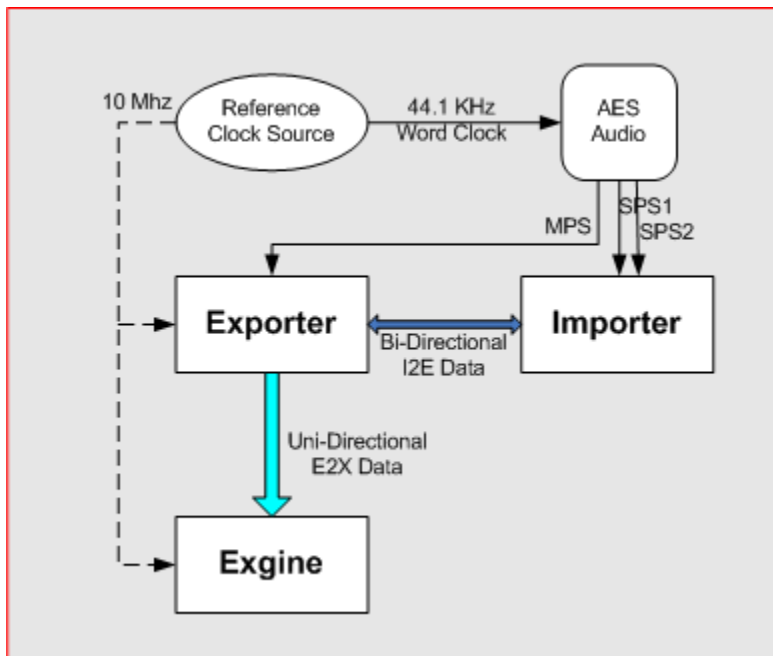 10 Mhz
Reference
Clock Source
44.1 KHz
Word Clock
AES
Audio
MPS
SPS1
SPS2
Exporter
Importer
Bi-Directional
I2E Data
Uni-Directional
E2X Data
Exgine